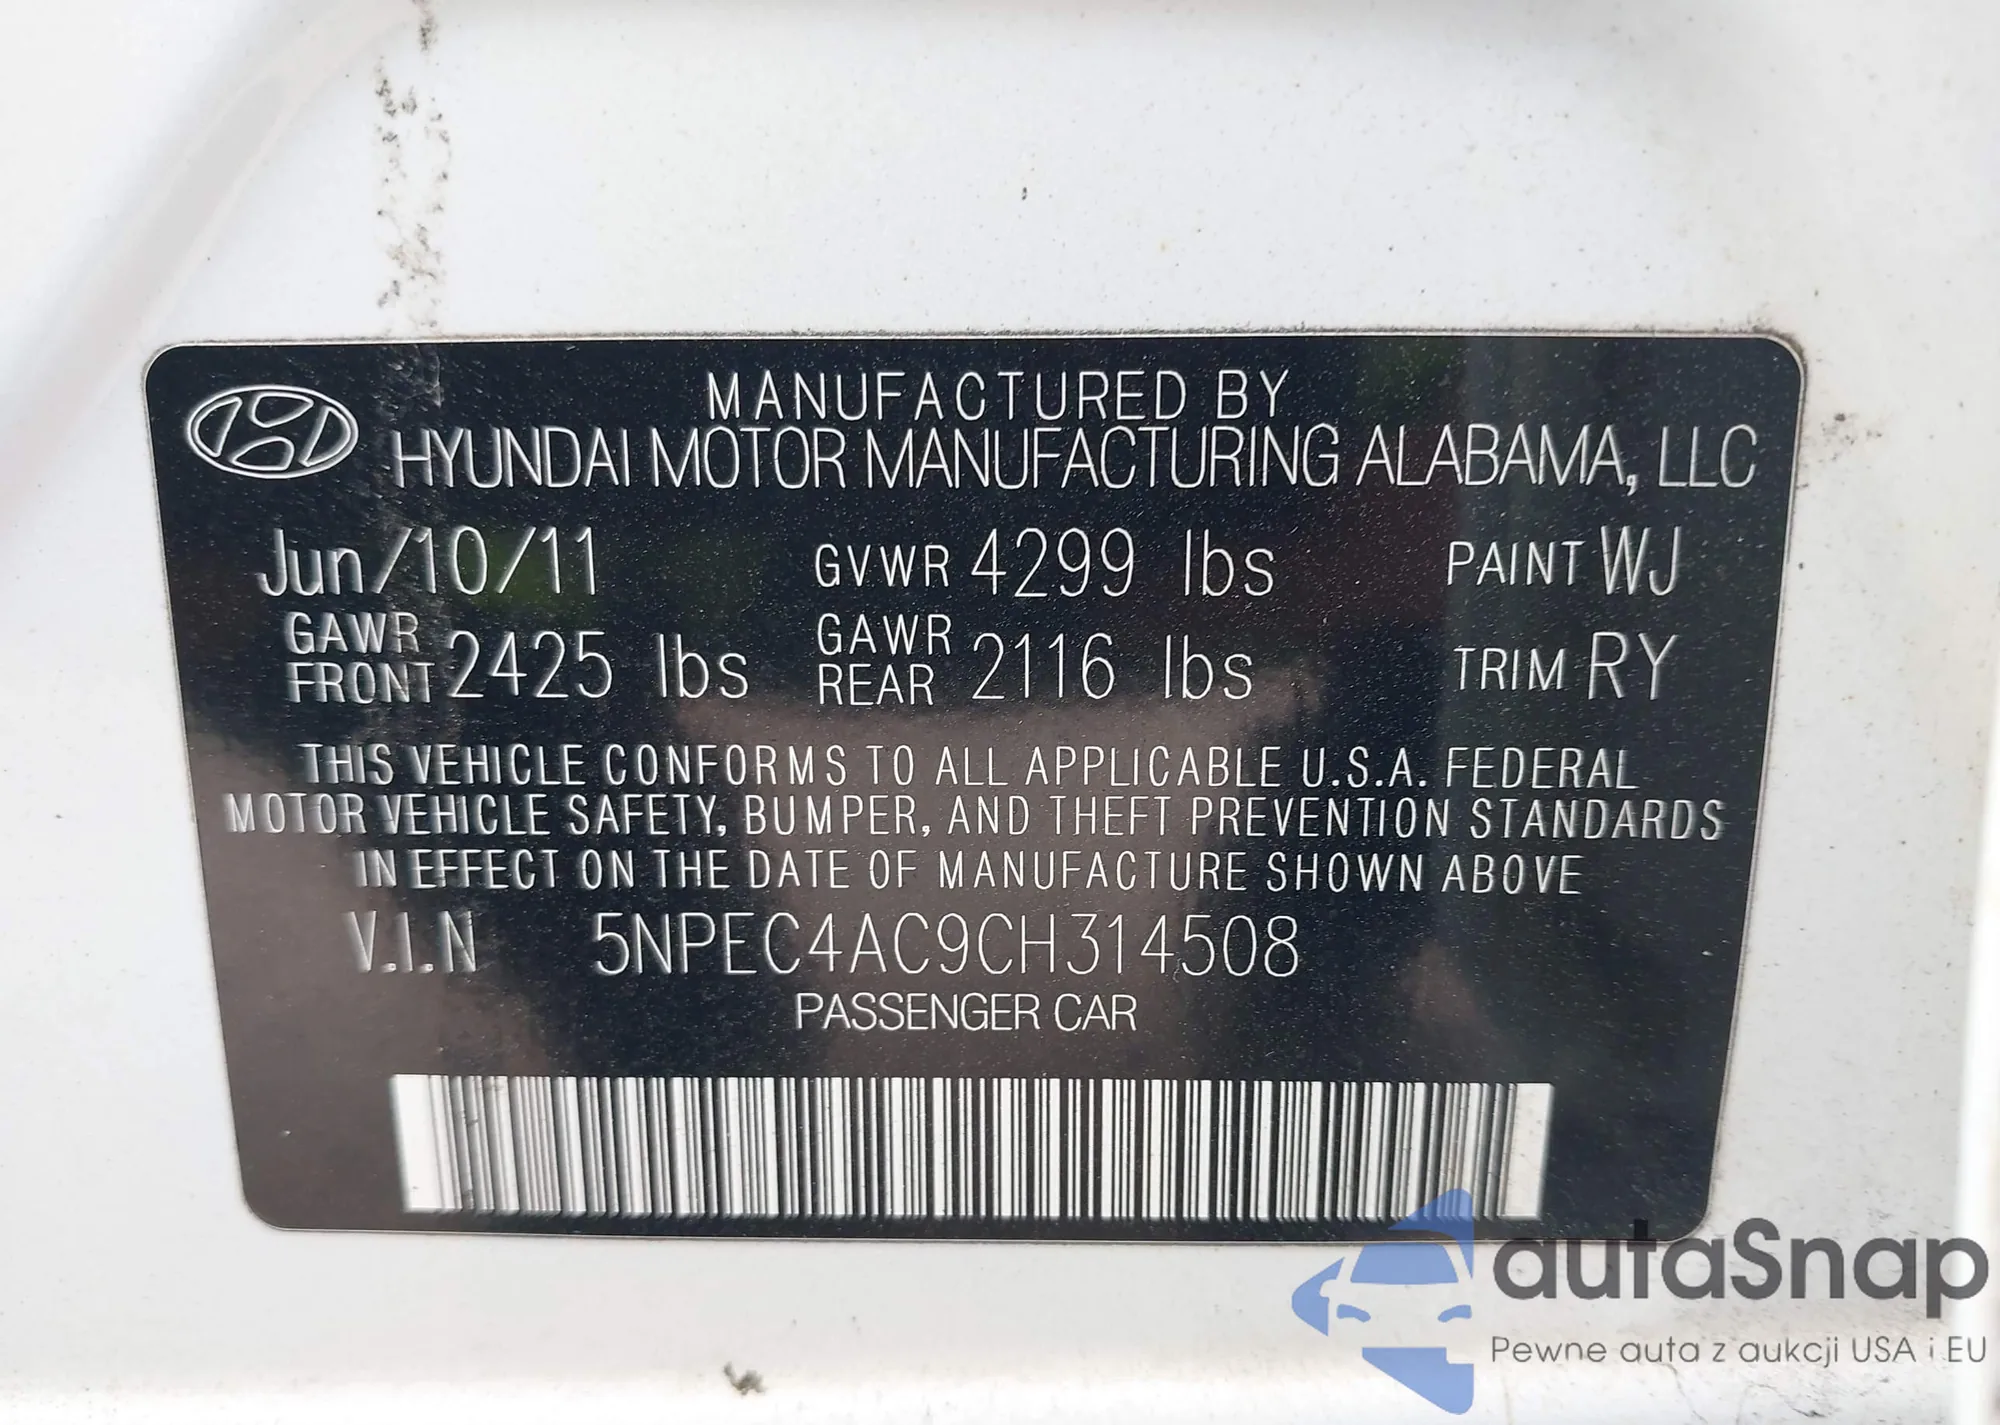 MANUFACTURED BY
HYUNDAI MOTOR MANUFACTURING ALABAMA, LLC
Jun/10/11 GVWR 4299 lbs PAINT WJ
GAWR FRONT 2425 lbs GAWR REAR 2116 lbs TRIM RY
THIS VEHICLE CONFORMS TO ALL APPLICABLE U.S.A. FEDERAL
MOTOR VEHICLE SAFETY, BUMPER, AND THEFT PREVENTION STANDARDS
IN EFFECT ON THE DATE OF MANUFACTURE SHOWN ABOVE
V.I.N 5NPEC4AC9CH314508
PASSENGER CAR
autaSnap
Pewne auta z aukcji USA i EU